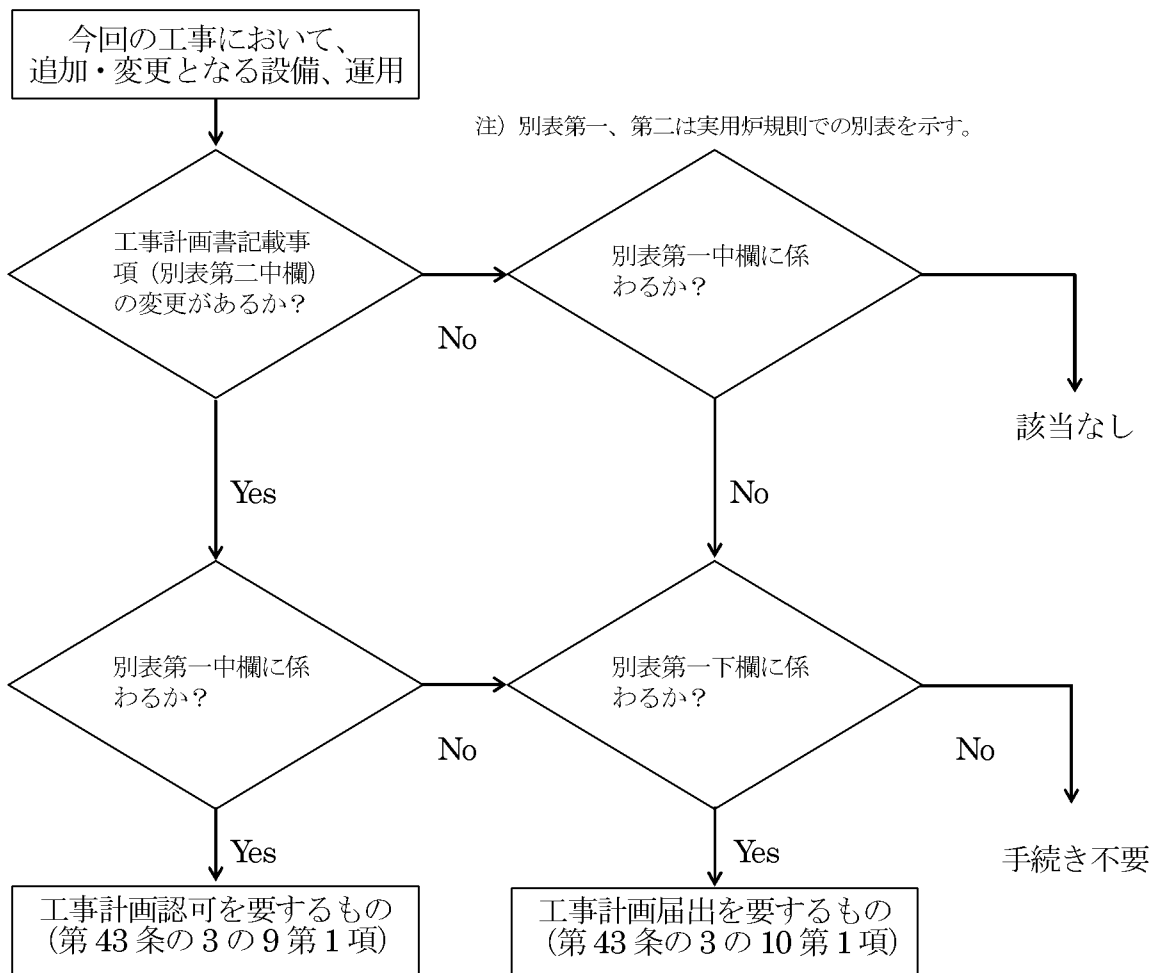 今回の工事において、
追加・変更となる設備、運用
注）別表第一、第二は実用炉規則での別表を示す。
工事計画書記載事
項（別表第二中欄）
の変更があるか？
No
別表第一中欄に係
わるか？
該当なし
Yes
No
別表第一中欄に係
わるか？
No
別表第一下欄に係
わるか？
No
手続き不要
Yes
Yes
工事計画認可を要するもの
（第 43 条の 3 の 9 第 1 項）
工事計画届出を要するもの
（第 43 条の 3 の 10 第 1 項）